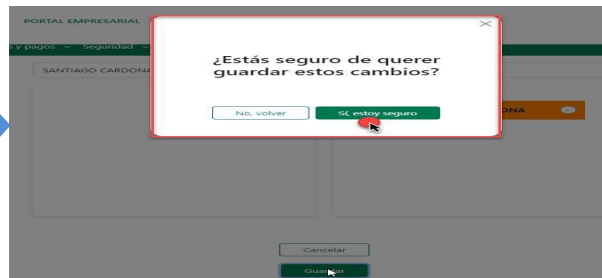 PORTAL EMPRESARIAL
s y pagos Seguridad
SANTIAGO CARDONA
¿Estás seguro de querer
guardar estos cambios?
No, volver
Sí, estoy seguro
ONA
Cancelar
Guardar